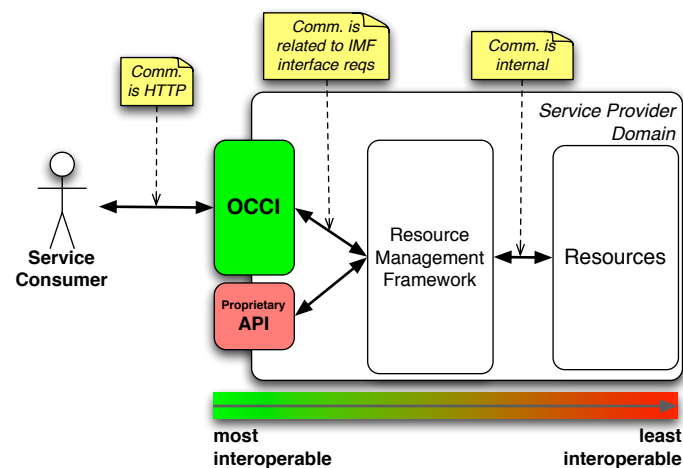 Comm. is
related to IMF
interface reqs
Comm. is
internal
Comm.
is HTTP
Service Provider
Domain
OCCI
Resource
Management
Framework
Resources
Service
Consumer
Proprietary
API
most
interoperable
least
interoperable